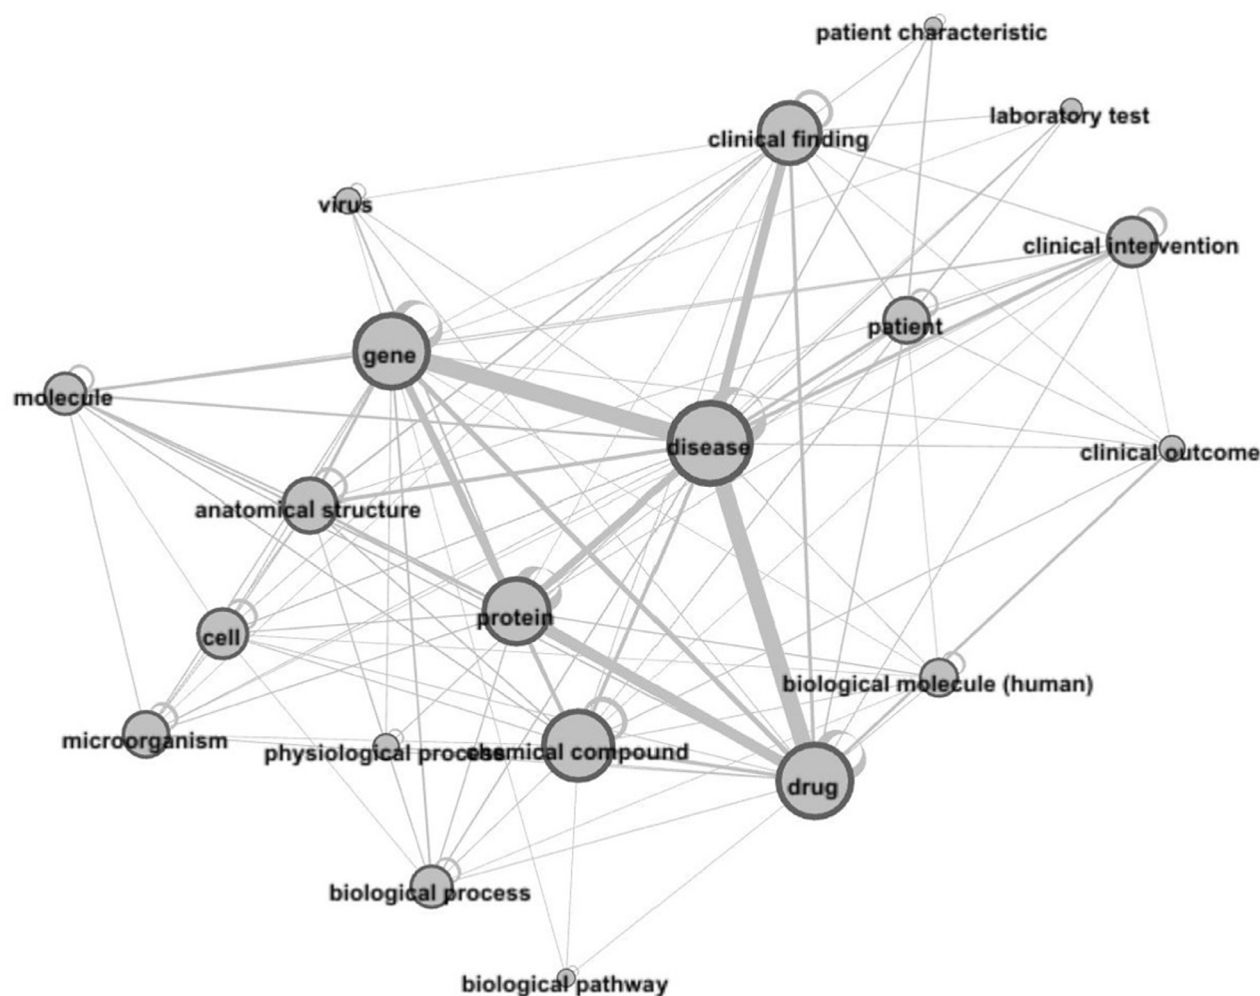 patient characteristic
laboratory test
clinical finding
virus
clinical intervention
patient
gene
molecule
disease
clinical outcome
anatomical structure
protein
cell
biological molecule (human)
microorganism
physiological process
chemical compound
drug
biological process
biological pathway